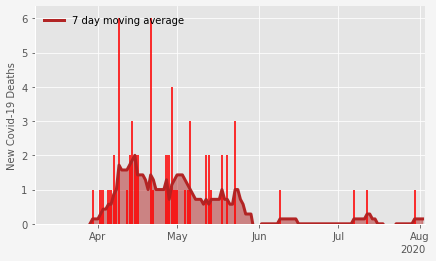 7 day moving average
New Covid-19 Deaths
6
5
4
3
2
1
0
Apr
May
Jun
Jul
Aug
2020